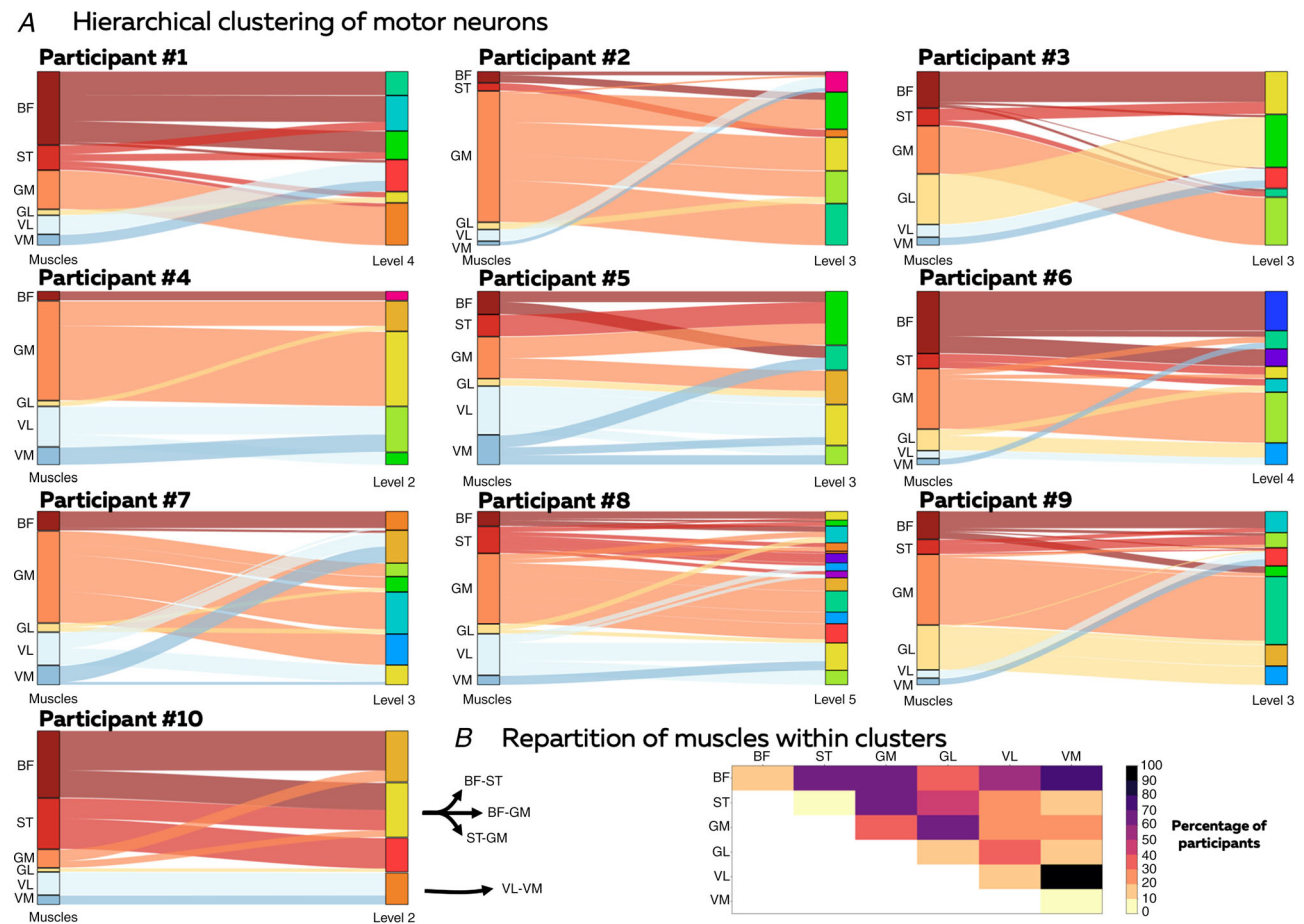 A Hierarchical clustering of motor neurons
Participant #1
BF
ST
GM
GL
VL
VM
Muscles
Level 4
Participant #2
BF
ST
GM
GL
VL
VM
Muscles
Level 3
Participant #3
BF
ST
GM
GL
VL
VM
Muscles
Level 3
Participant #4
BF
GM
GL
VL
VM
Muscles
Level 2
Participant #5
BF
ST
GM
GL
VL
VM
Muscles
Level 3
Participant #6
BF
ST
GM
GL
VL
VM
Muscles
Level 4
Participant #7
BF
GM
GL
VL
VM
Muscles
Level 3
Participant #8
BF
ST
GM
GL
VL
VM
Muscles
Level 5
Participant #9
BF
ST
GM
GL
VL
VM
Muscles
Level 3
Participant #10
BF
ST
GM
GL
VL
VM
Muscles
Level 2
BF-ST
BF-GM
ST-GM
VL-VM
B Repartition of muscles within clusters
BF ST GM GL VL VM
BF
ST
GM
GL
VL
VM
100
90
80
70
60
50
40
30
20
10
0
Percentage of
participants